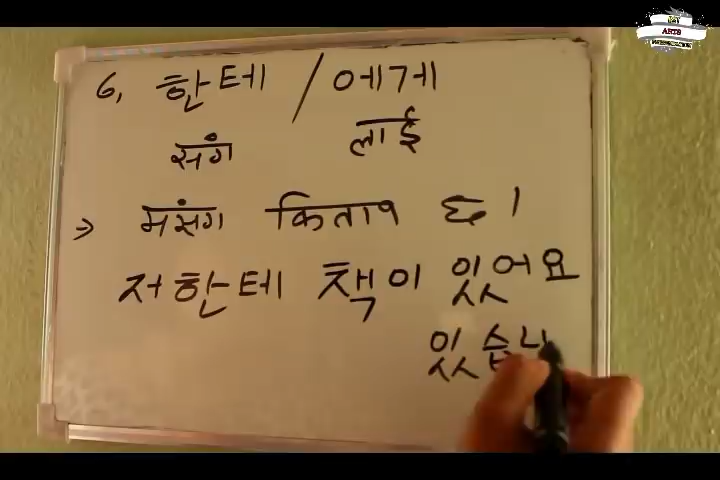 6, 한테 / 에게
संग लाई
⇒ मसंग किताब छ।
저한테 책이 있어요
있습니